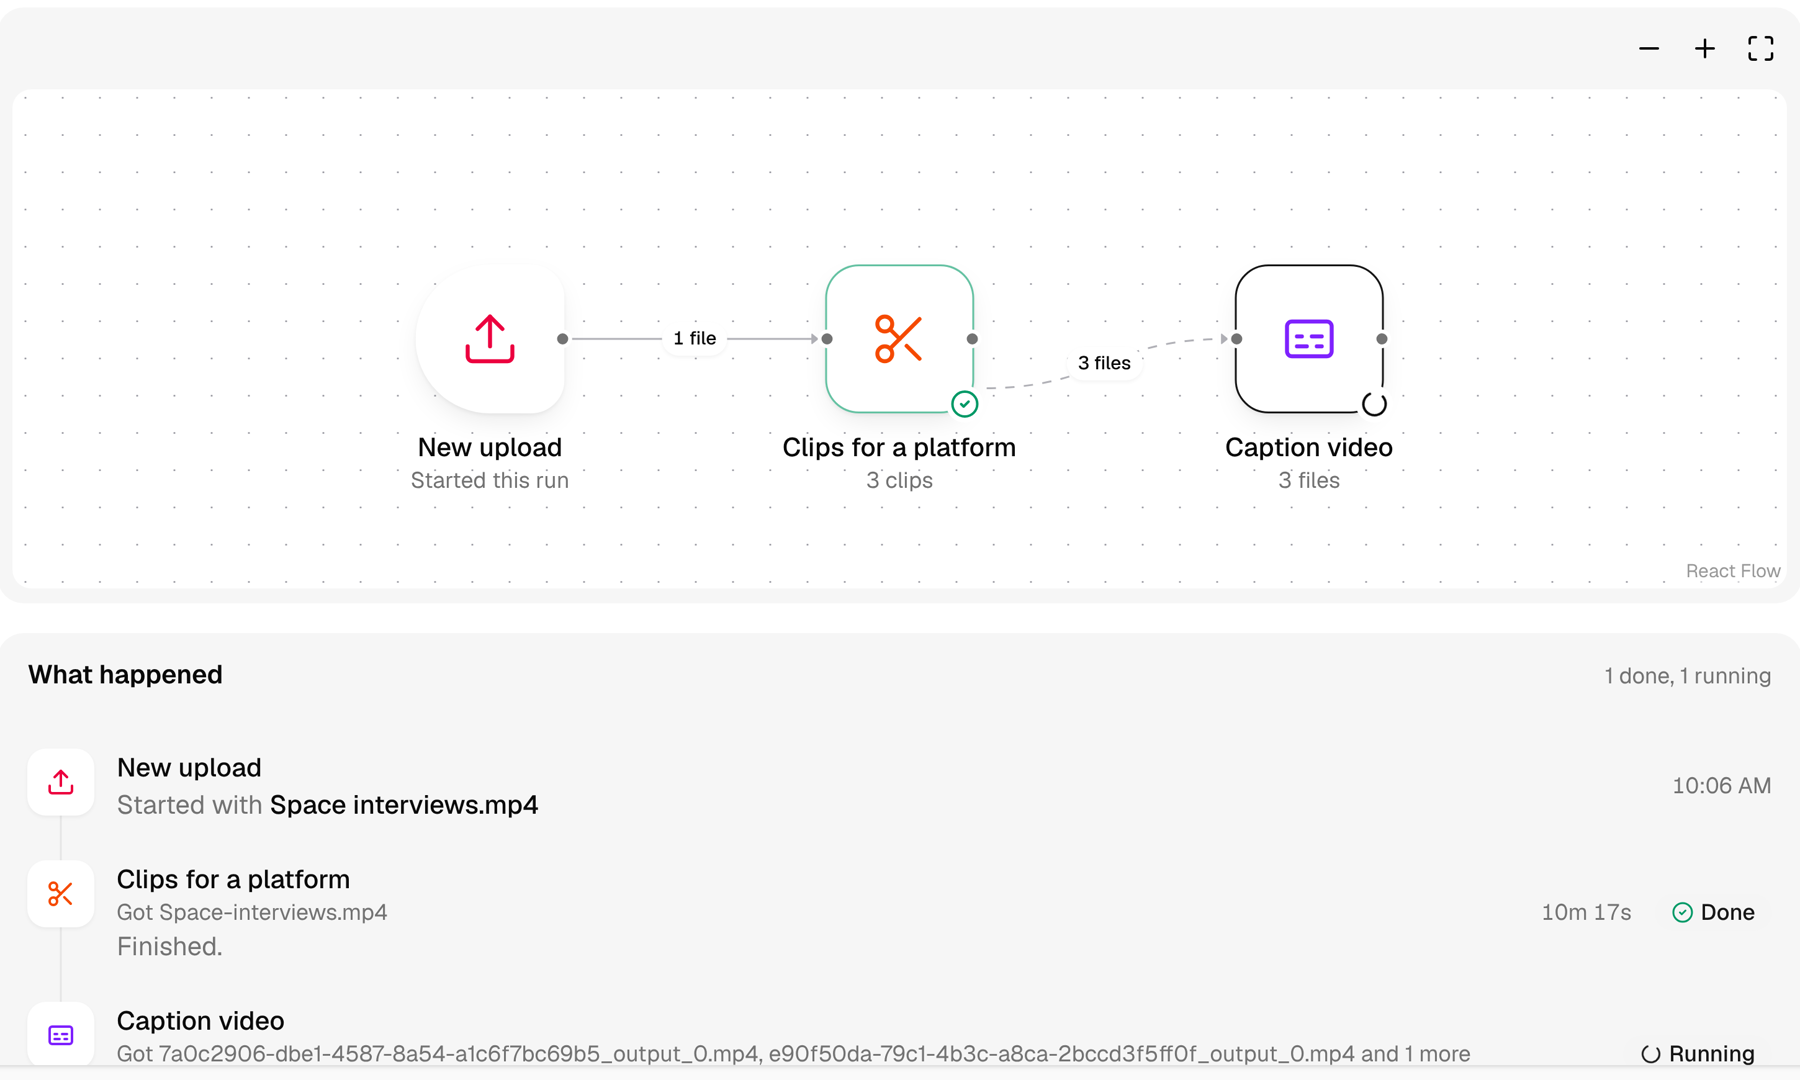 1 file
3 files
New upload
Started this run
Clips for a platform
3 clips
Caption video
3 files
React Flow
What happened
1 done, 1 running
New upload
Started with Space interviews.mp4
10:06 AM
Clips for a platform
Got Space-interviews.mp4
Finished.
10m 17s
Done
Caption video
Got 7a0c2906-dbe1-4587-8a54-a1c6f7bc69b5_output_0.mp4, e90f50da-79c1-4b3c-a8ca-2bccd3f5ff0f_output_0.mp4 and 1 more
Running